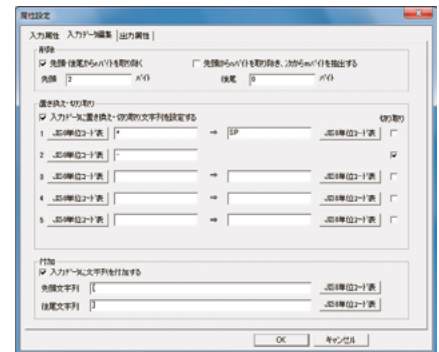 属性設定
入力属性 入力データ編集 出力属性
削除
先頭・後尾からnバイトを取り除く 先頭からnバイトを取り除き、次からmバイトを抽出する
先頭 2 バイト 後尾 0 バイト
置き換え・切り取り
入力データに置き換え・切り取り文字列を設定する 切り取り
1 JIS8単位コード表 * ⇒ SP JIS8単位コード表
2 JIS8単位コード表 -
3 JIS8単位コード表 ⇒ JIS8単位コード表
4 JIS8単位コード表 ⇒ JIS8単位コード表
5 JIS8単位コード表 ⇒ JIS8単位コード表
付加
入力データに文字列を付加する
先頭文字列 [ JIS8単位コード表
後尾文字列 ] JIS8単位コード表
OK キャンセル